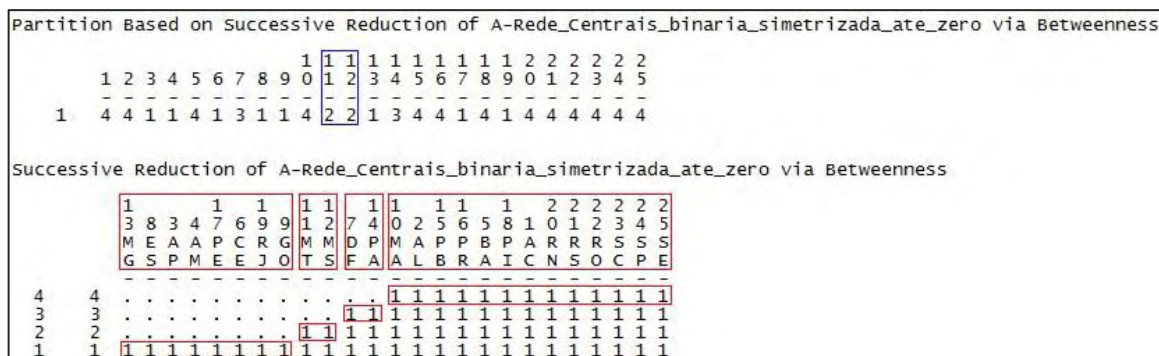 Partition Based on Successive Reduction of A-Rede_Centrais_binaria_simetrizada_ate_zero via Betweenness
1 1 1 1 1 1 1 1 1 1 2 2 2 2 2 2
1 2 3 4 5 6 7 8 9 0 1 2 3 4 5 6 7 8 9 0 1 2 3 4 5
- - - - - - - - - - - - - - - - - - - - - - - - -
1 4 4 1 1 4 1 3 1 1 4 2 2 1 3 4 4 1 4 1 4 4 4 4 4 4
Successive Reduction of A-Rede_Centrais_binaria_simetrizada_ate_zero via Betweenness
1 1 1 1 1 1 1 1 1 1 2 2 2 2 2 2
3 8 3 4 7 6 9 9 1 2 7 4 0 2 5 6 5 8 1 0 1 2 3 4 5
M E A A P C R G M M D P M A P P B P A R R R S S S
G S P M E E J O T S F A A L B R A I C N S O C P E
- - - - - - - - - - - - - - - - - - - - - - - - -
4 4 . . . . . . . . . . . . 1 1 1 1 1 1 1 1 1 1 1 1 1
3 3 . . . . . . . . . . 1 1 1 1 1 1 1 1 1 1 1 1 1 1 1
2 2 . . . . . . . . 1 1 1 1 1 1 1 1 1 1 1 1 1 1 1 1 1
1 1 1 1 1 1 1 1 1 1 1 1 1 1 1 1 1 1 1 1 1 1 1 1 1 1 1